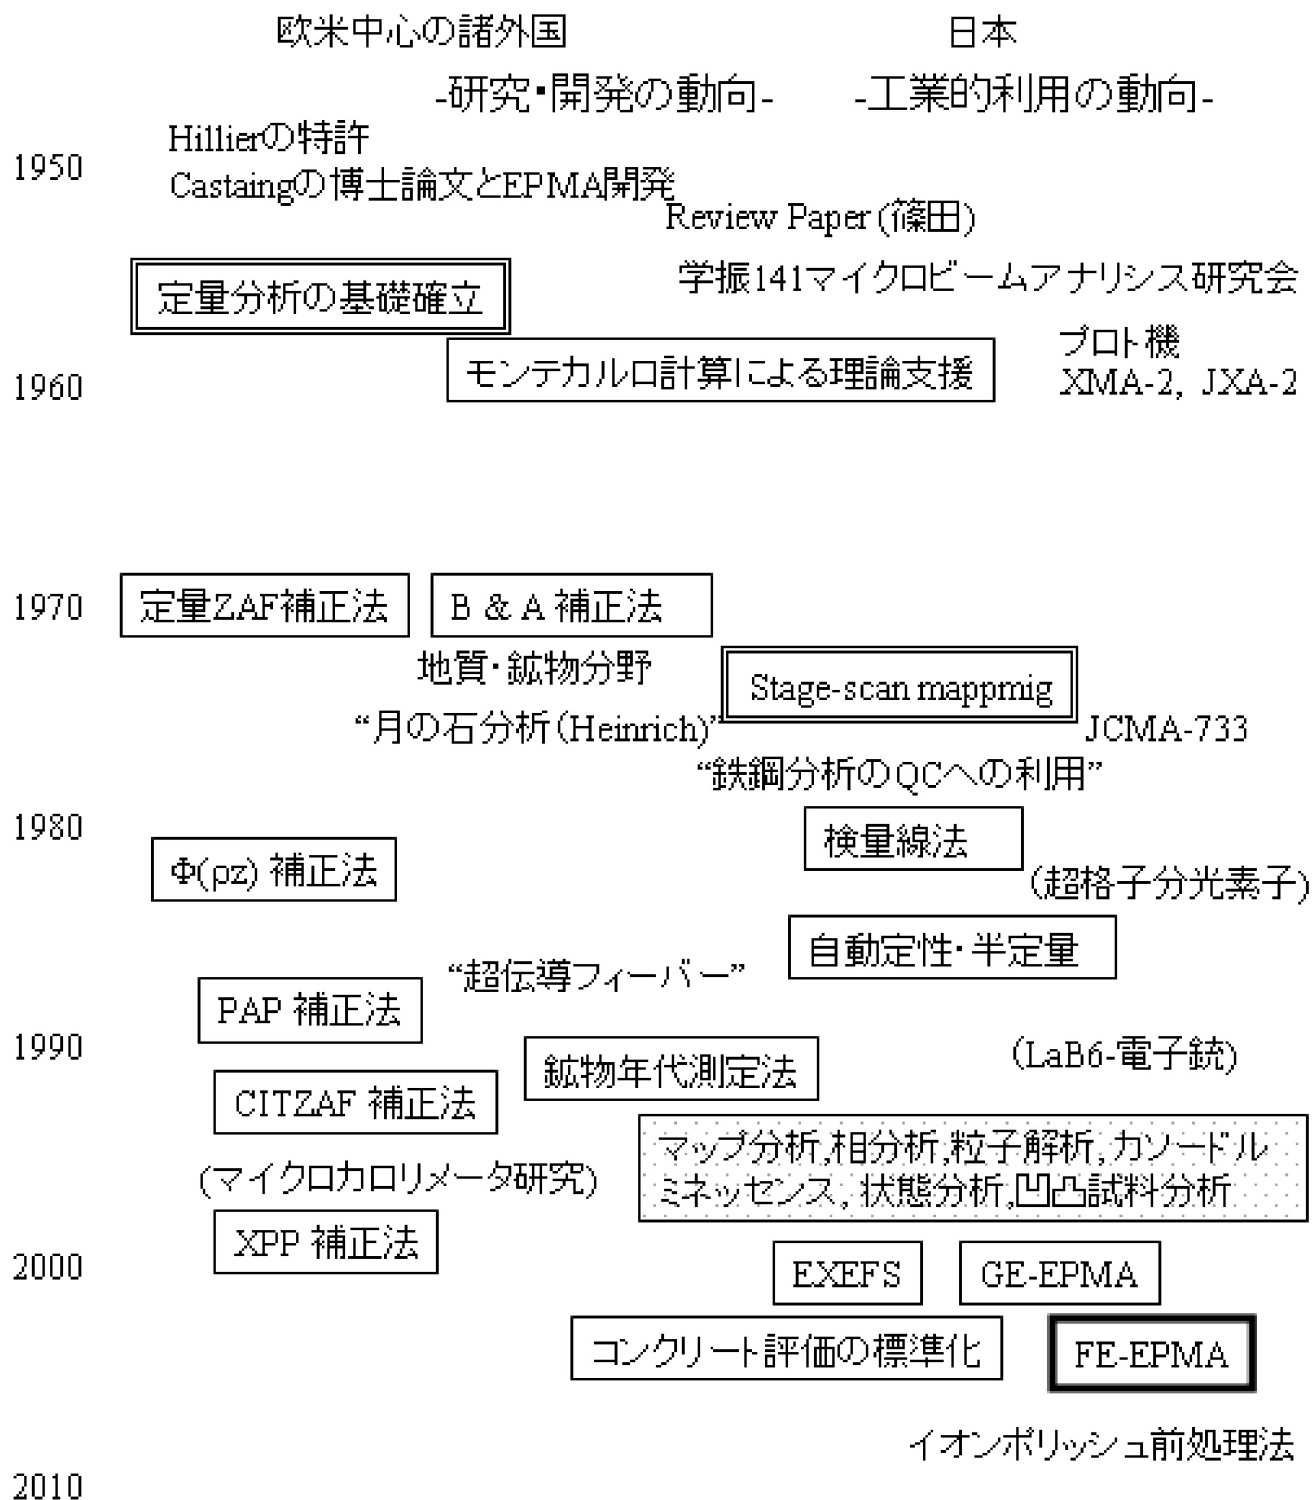 欧米中心の諸外国
日本
-研究・開発の動向-
-工業的利用の動向-
Hillierの特許
1950
Castaingの博士論文とEPMA開発
Review Paper (篠田)
学振141マイクロビームアナリシス研究会
定量分析の基礎確立
プロト機
モンテカルロ計算による理論支援
XMA-2, JXA-2
1960
1970
定量ZAF補正法
B & A 補正法
地質・鉱物分野
Stage-scan mappmig
“月の石分析(Heinrich)”
JCMA-733
“鉄鋼分析のQCへの利用”
1980
検量線法
Φ(ρz) 補正法
(超格子分光素子)
自動定性・半定量
“超伝導フィーバー”
PAP 補正法
1990
(LaB6-電子銃)
鉱物年代測定法
CITZAF 補正法
マップ分析,相分析,粒子解析,カソードル
ミネッセンス, 状態分析,凹凸試料分析
(マイクロカロリメータ研究)
XPP 補正法
2000
EXEFS
GE-EPMA
コンクリート評価の標準化
FE-EPMA
イオンポリッシュ前処理法
2010